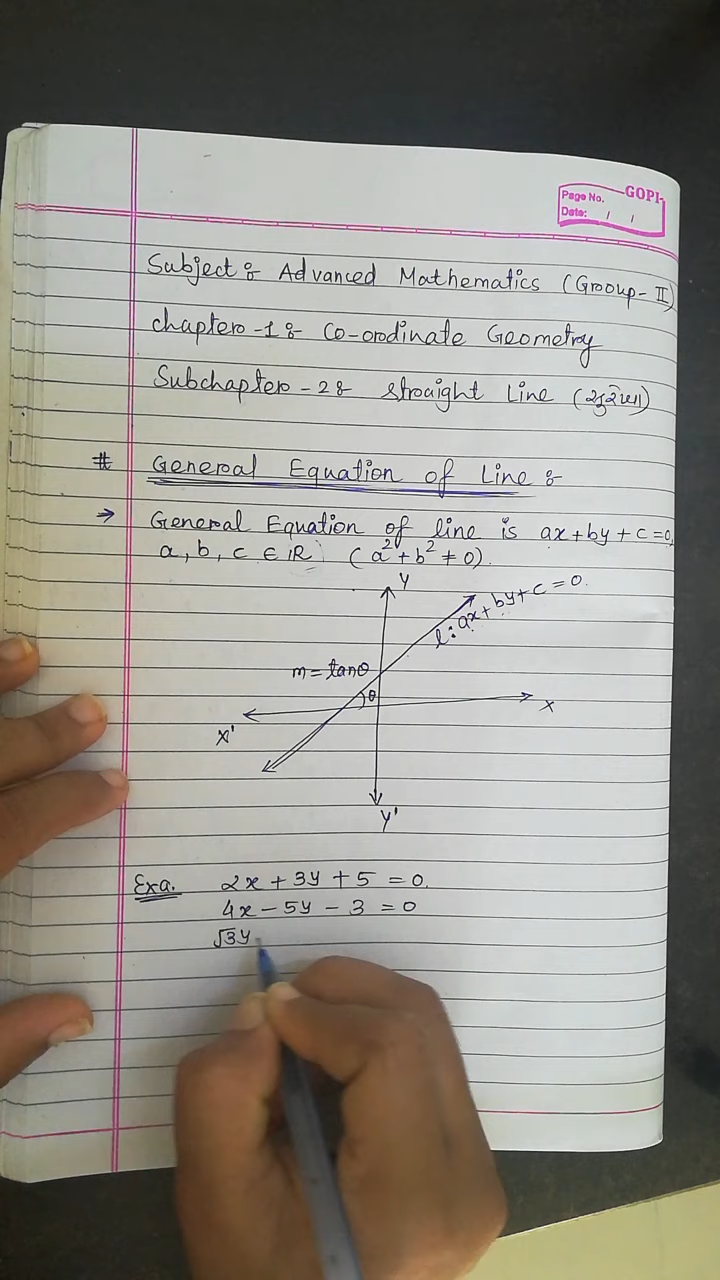 GOPI
Page No.
Date: / /
Subject : Advanced Mathematics (Group-II)
chapter-1 : Co-ordinate Geometry
Subchapter-2 : Straight Line (સુરેખા)
# General Equation of Line :-
→ General Equation of line is ax+by+c=0,
a, b, c ∈ IR (a²+b² ≠ 0).
Y
l: ax+by+c=0.
m = tanθ
θ
X
X'
Y'
Exa. 2x + 3y + 5 = 0.
4x - 5y - 3 = 0
√3y